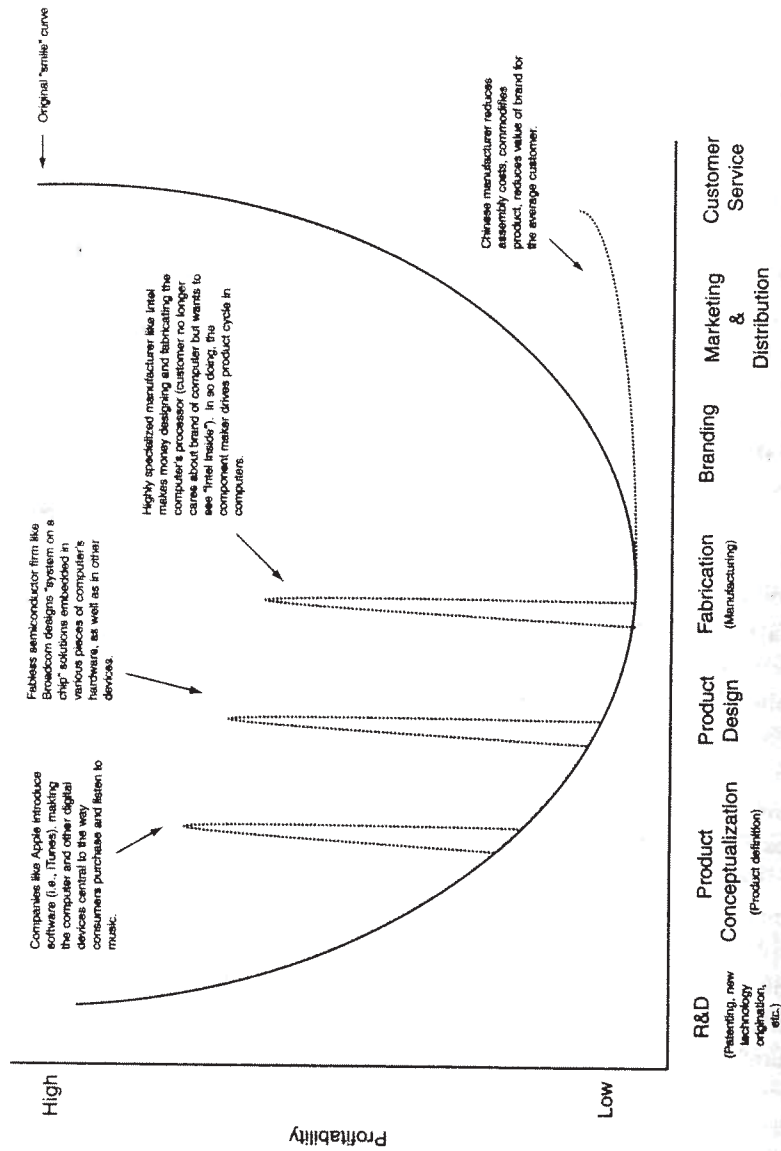 Original "smile" curve
Companies like Apple introduce
software (i.e., iTunes), making
the computer and other digital
devices central to the way
consumers purchase and listen to
music.
Fabless semiconductor firm like
Broadcom designs "system on a
chip" solutions embedded in
various pieces of computer's
hardware, as well as in other
devices.
Highly specialized manufacturer like Intel
makes money designing and fabricating the
computer's processor (customer no longer
cares about brand of computer but wants to
see "Intel Inside"). In so doing, the
component maker drives product cycle in
computers.
Chinese manufacturer reduces
assembly costs, commodifies
product, reduces value of brand for
the average customer.
High
Profitability
Low
R&D
(Patenting, new
technology
origination,
etc.)
Product
Conceptualization
(Product definition)
Product
Design
Fabrication
(Manufacturing)
Branding
Marketing
&
Distribution
Customer
Service